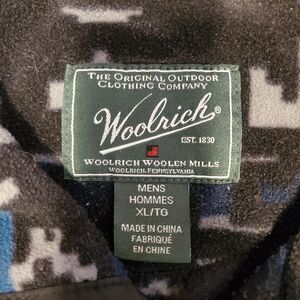 THE ORIGINAL OUTDOOR
CLOTHING COMPANY
Woolrich®
EST. 1830
WOOLRICH WOOLEN MILLS
WOOLRICH, PENNSYLVANIA
MENS
HOMMES
XL/TG
MADE IN CHINA
FABRIQUÉ
EN CHINE